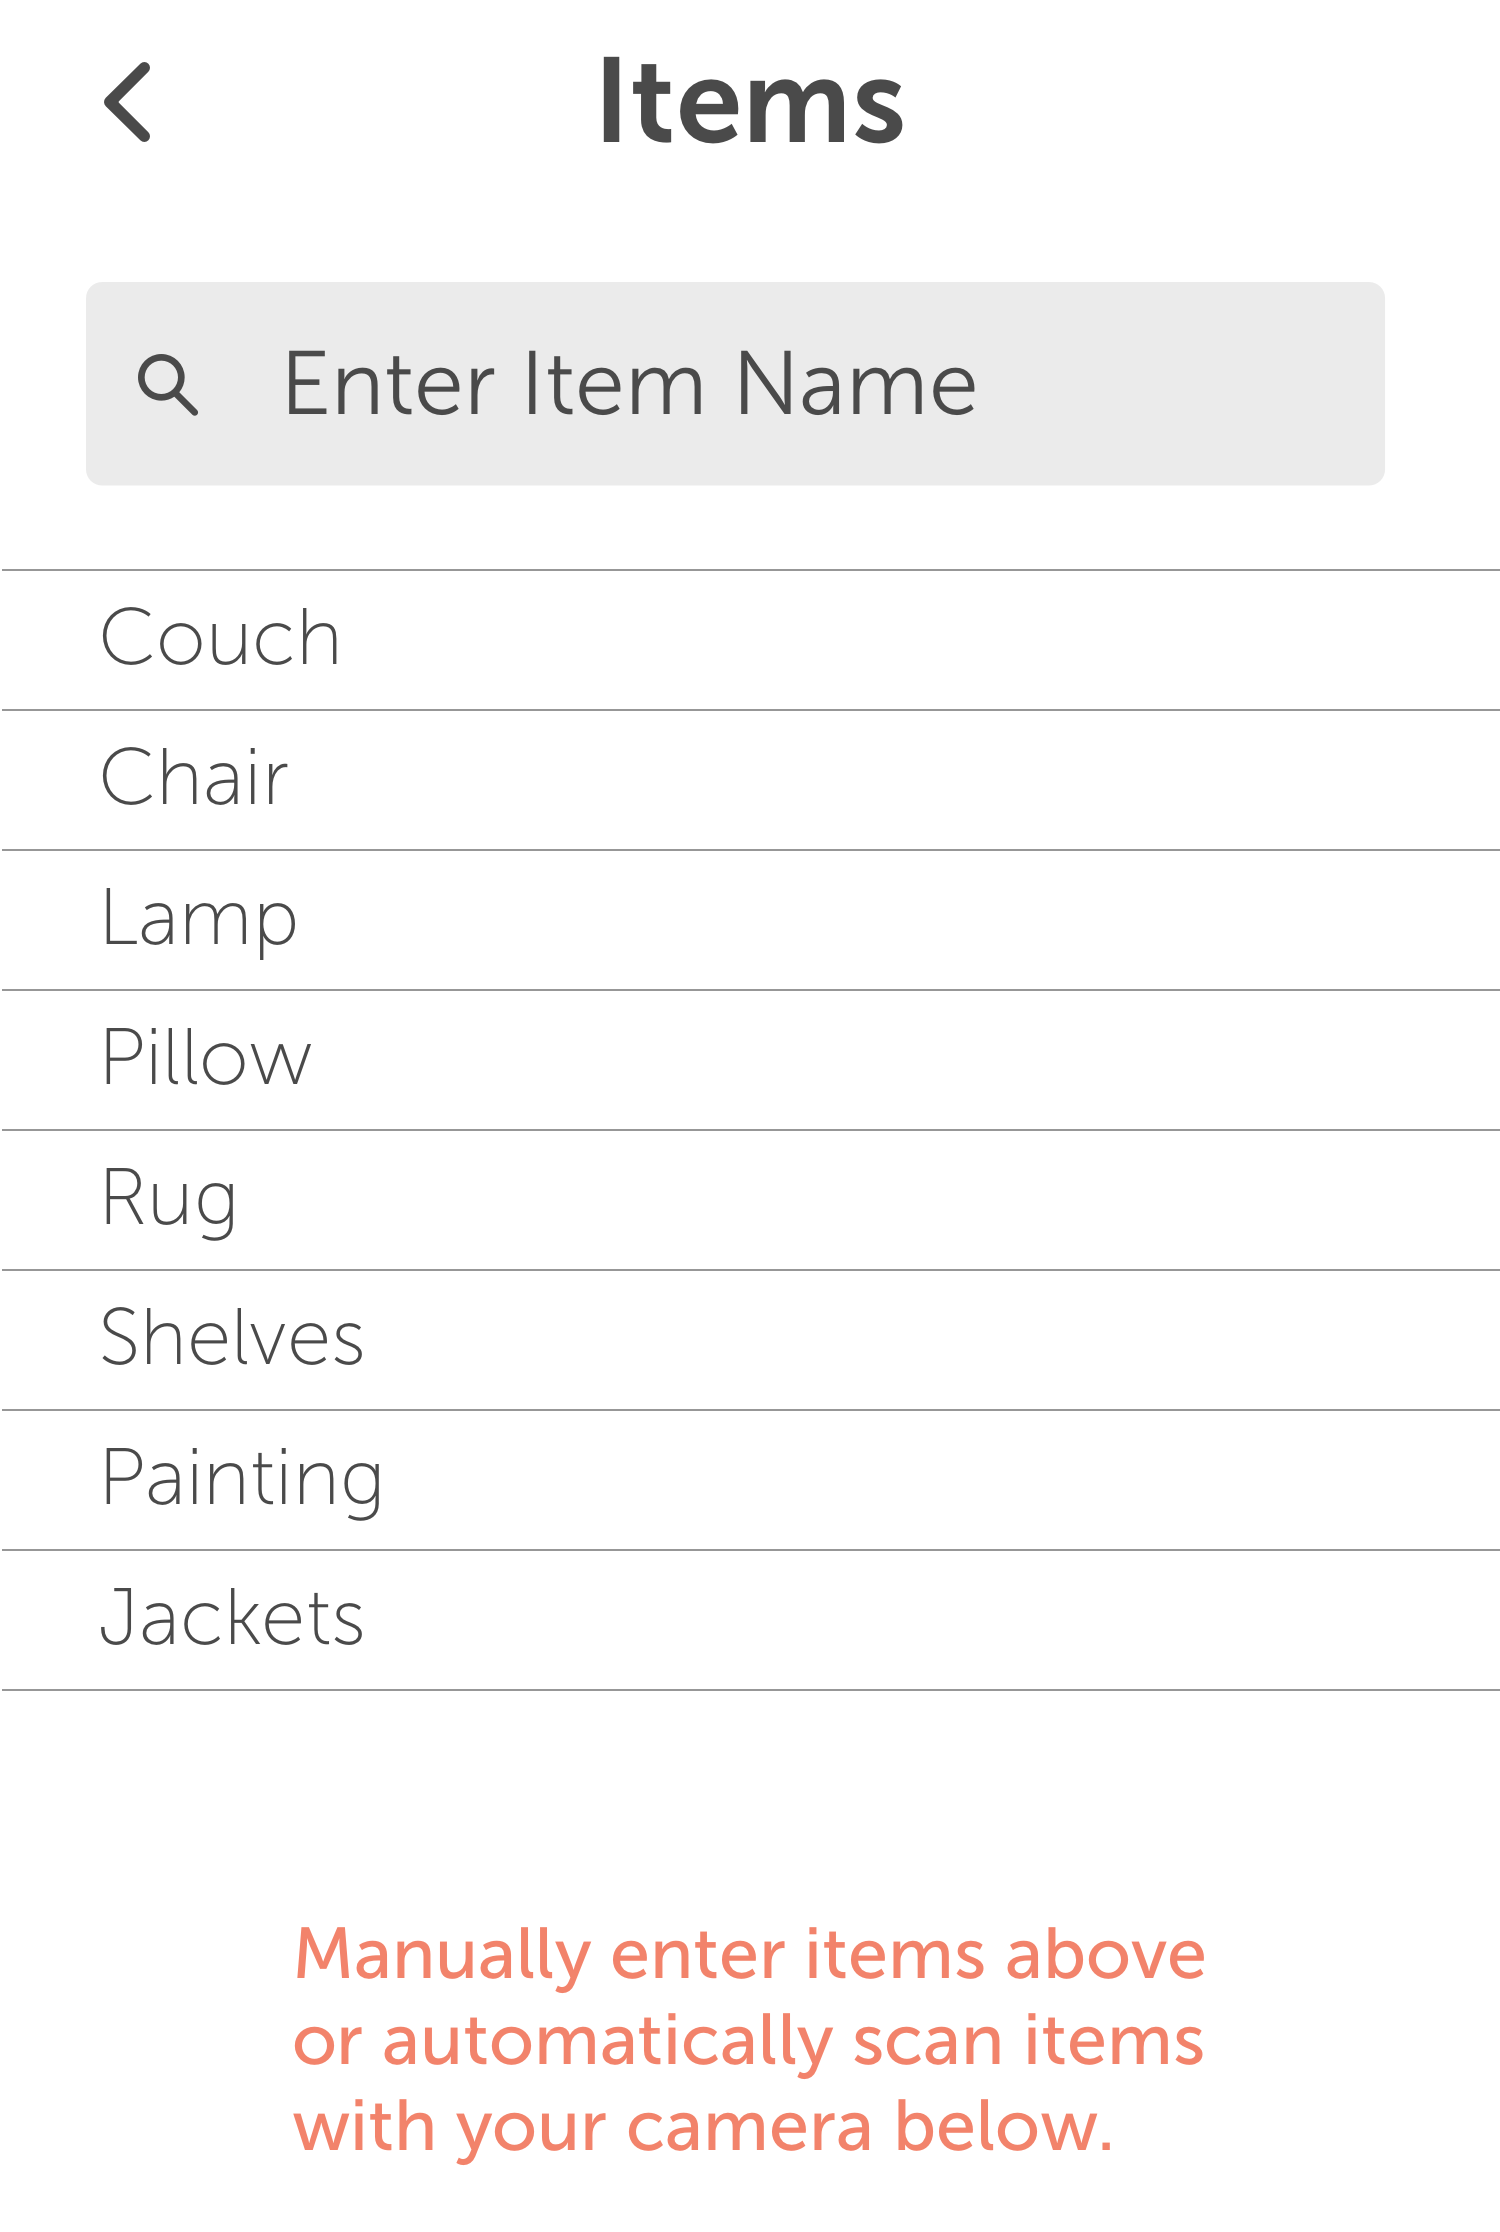 Items
Enter Item Name
Couch
Chair
Lamp
Pillow
Rug
Shelves
Painting
Jackets
Manually enter items above
or automatically scan items
with your camera below.